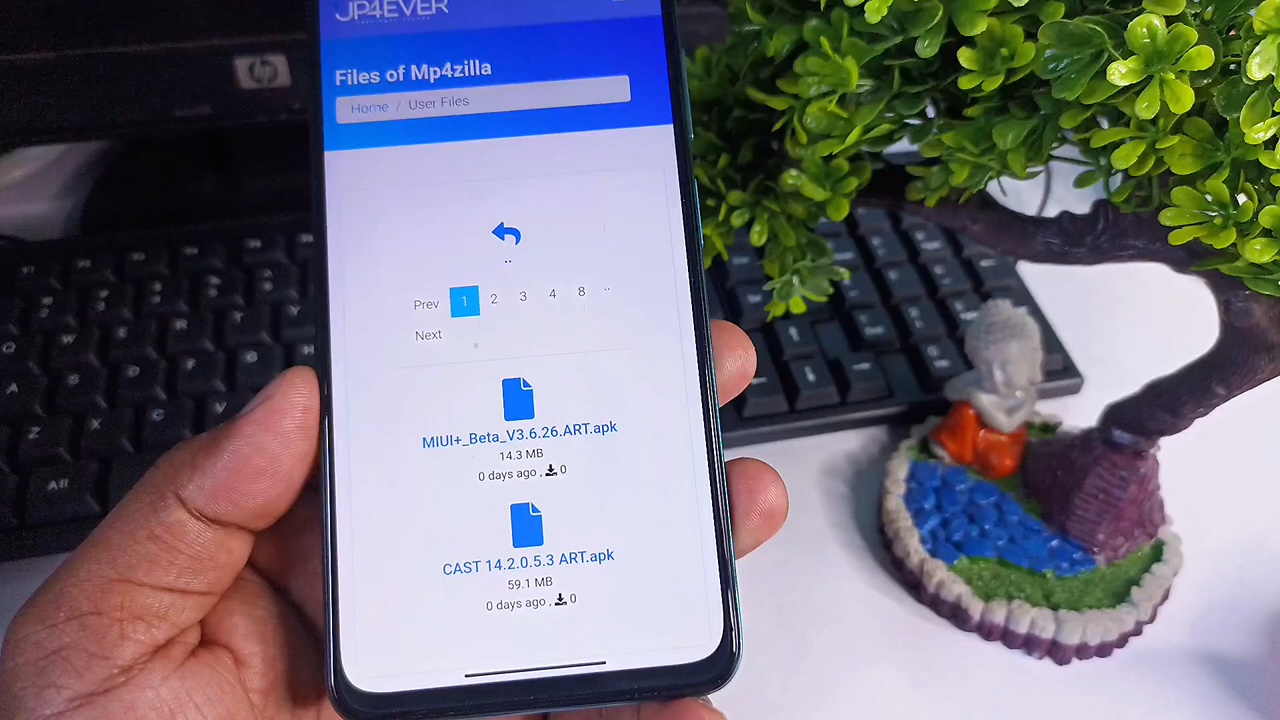 JP4EVER
hp
Files of Mp4zilla
Home / User Files
..
Prev 1 2 3 4 8 ..
Next
MIUI+_Beta_V3.6.26.ART.apk
14.3 MB
0 days ago , 0
CAST 14.2.0.5.3 ART.apk
59.1 MB
0 days ago , 0
Q W E R T Y
A
Z X C V
Alt